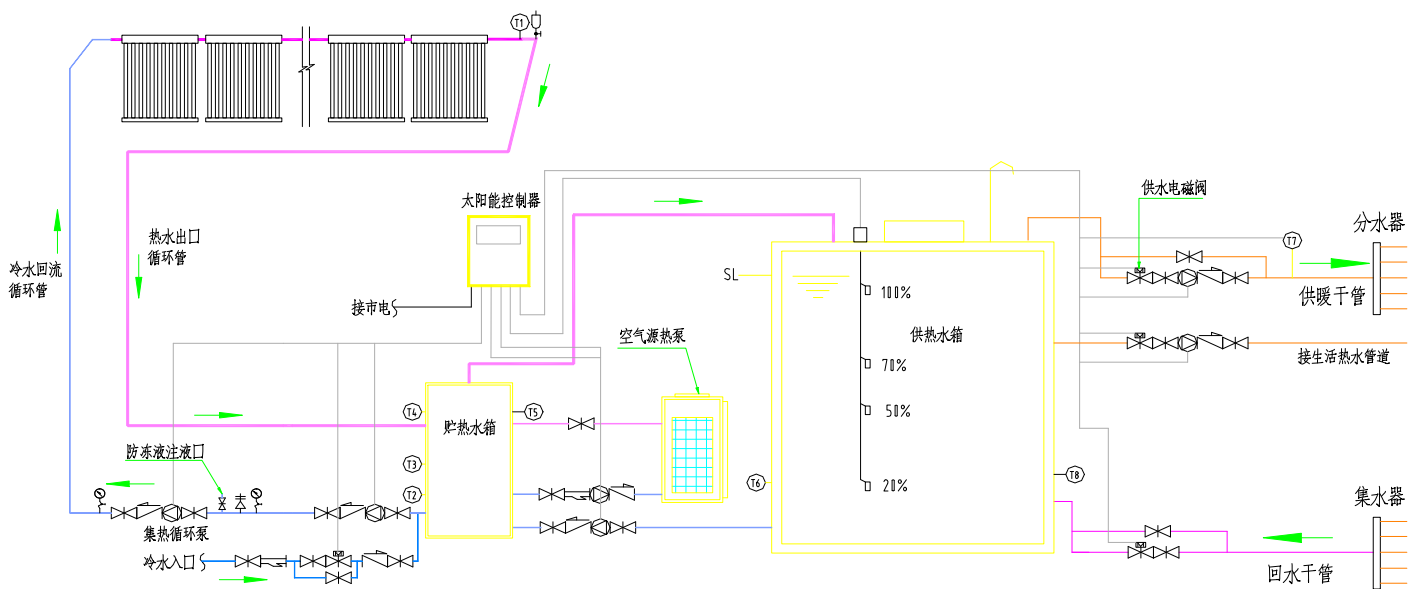 T1
供水电磁阀
太阳能控制器
分水器
热水出口
循环管
T7
冷水回流
循环管
SL
100%
供暖干管
接市电
空气源热泵
供热水箱
接生活热水管道
70%
T4
T5
50%
贮热水箱
防冻液注液口
T3
T8
T6
20%
T2
集水器
集热循环泵
冷水入口
回水干管